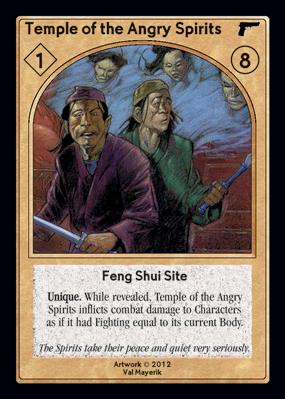 Temple of the Angry Spirits
1
8
Feng Shui Site
Unique. While revealed, Temple of the Angry
Spirits inflicts combat damage to Characters
as if it had Fighting equal to its current Body.
The Spirits take their peace and quiet very seriously.
Artwork © 2012
Val Mayerik